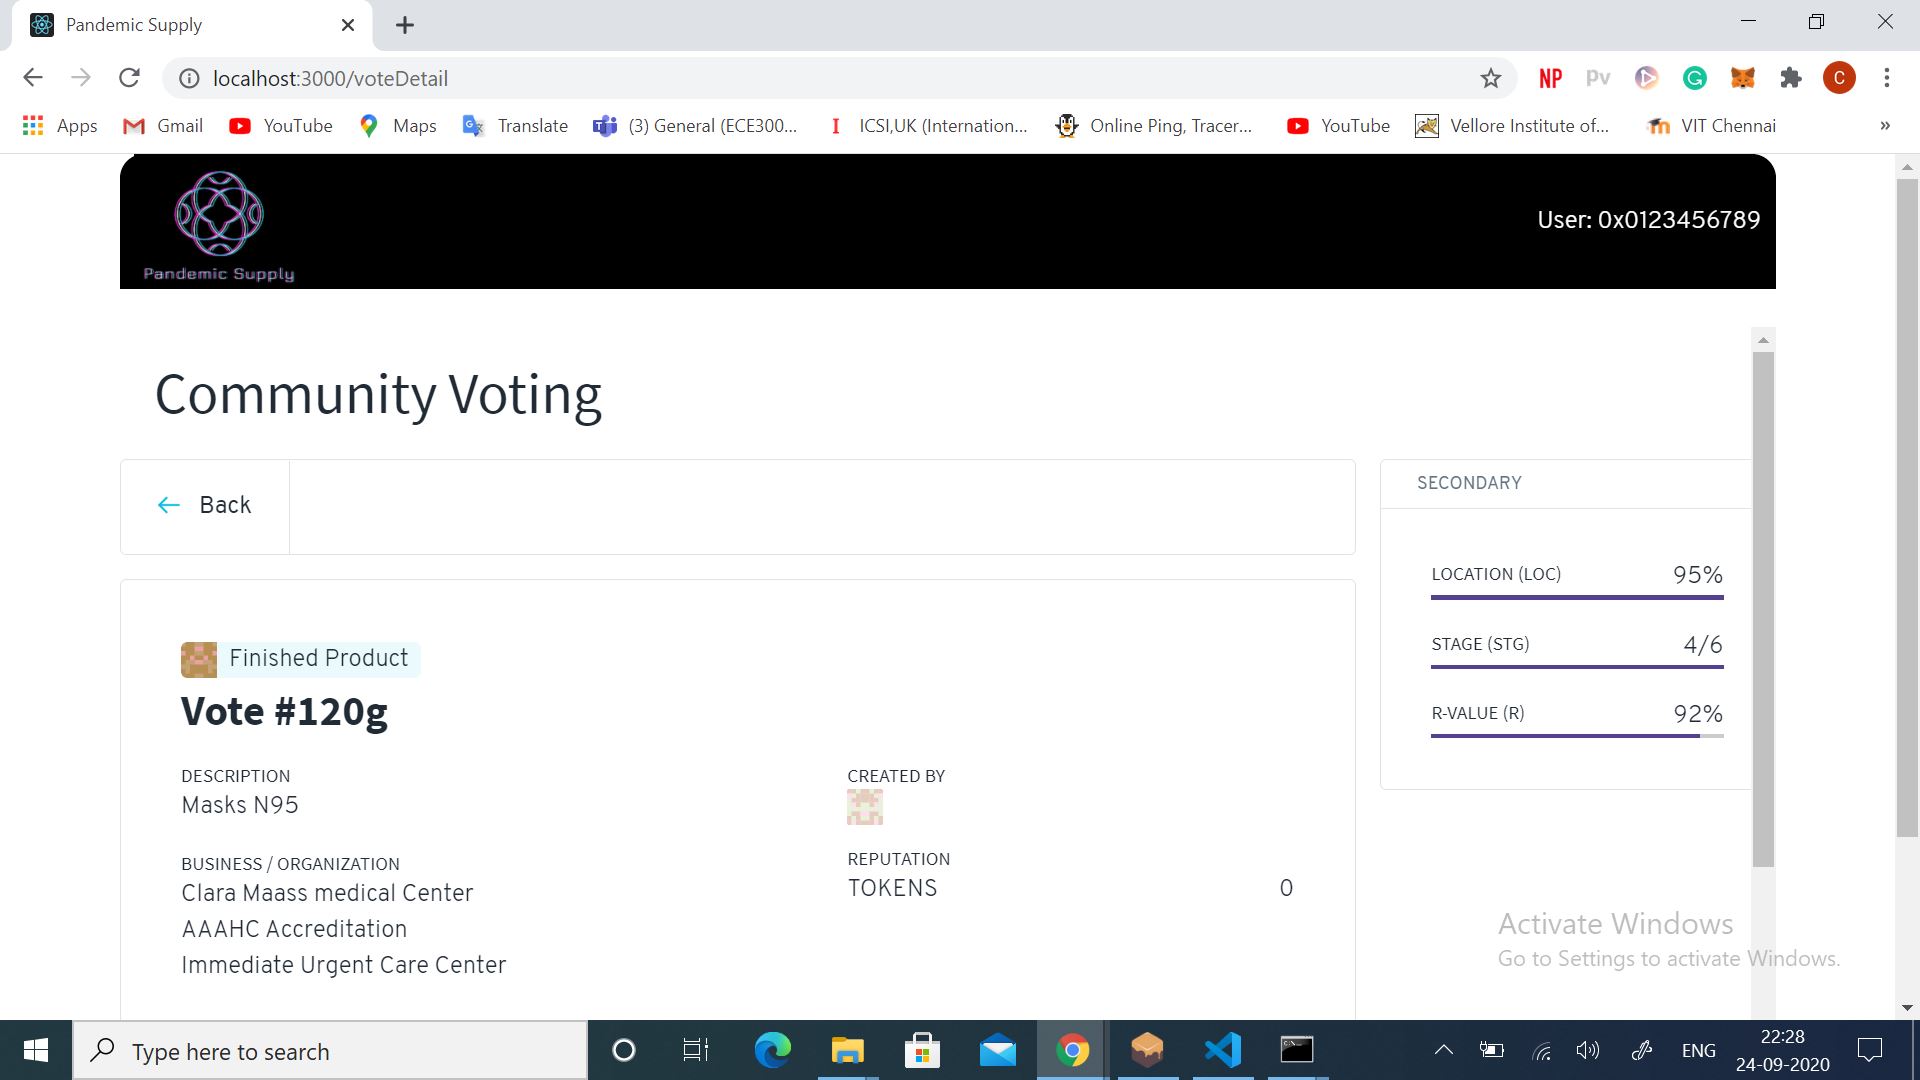 Pandemic Supply
localhost:3000/voteDetail
NP
Pv
G
C
Apps
Gmail
YouTube
Maps
Translate
(3) General (ECE300...
ICSI,UK (Internation...
Online Ping, Tracer...
YouTube
Vellore Institute of...
VIT Chennai
»
Pandemic Supply
User: 0x0123456789
Community Voting
Back
SECONDARY
LOCATION (LOC) 95%
STAGE (STG) 4/6
R-VALUE (R) 92%
Finished Product
Vote #120g
DESCRIPTION
Masks N95
CREATED BY
BUSINESS / ORGANIZATION
Clara Maass medical Center
AAAHC Accreditation
Immediate Urgent Care Center
REPUTATION
TOKENS 0
Activate Windows
Go to Settings to activate Windows.
Type here to search
ENG
22:28
24-09-2020